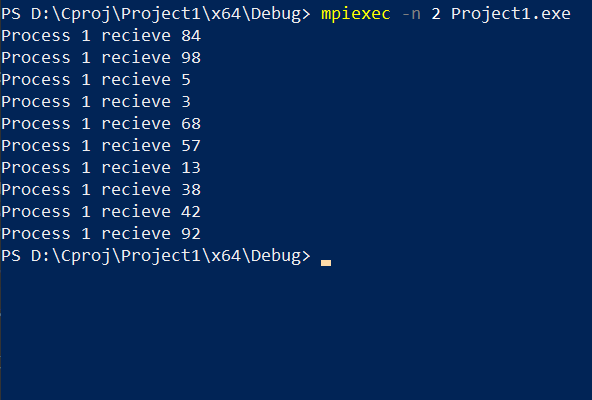 PS D:\Cproj\Project1\x64\Debug> mpiexec -n 2 Project1.exe
Process 1 recieve 84
Process 1 recieve 98
Process 1 recieve 5
Process 1 recieve 3
Process 1 recieve 68
Process 1 recieve 57
Process 1 recieve 13
Process 1 recieve 38
Process 1 recieve 42
Process 1 recieve 92
PS D:\Cproj\Project1\x64\Debug>